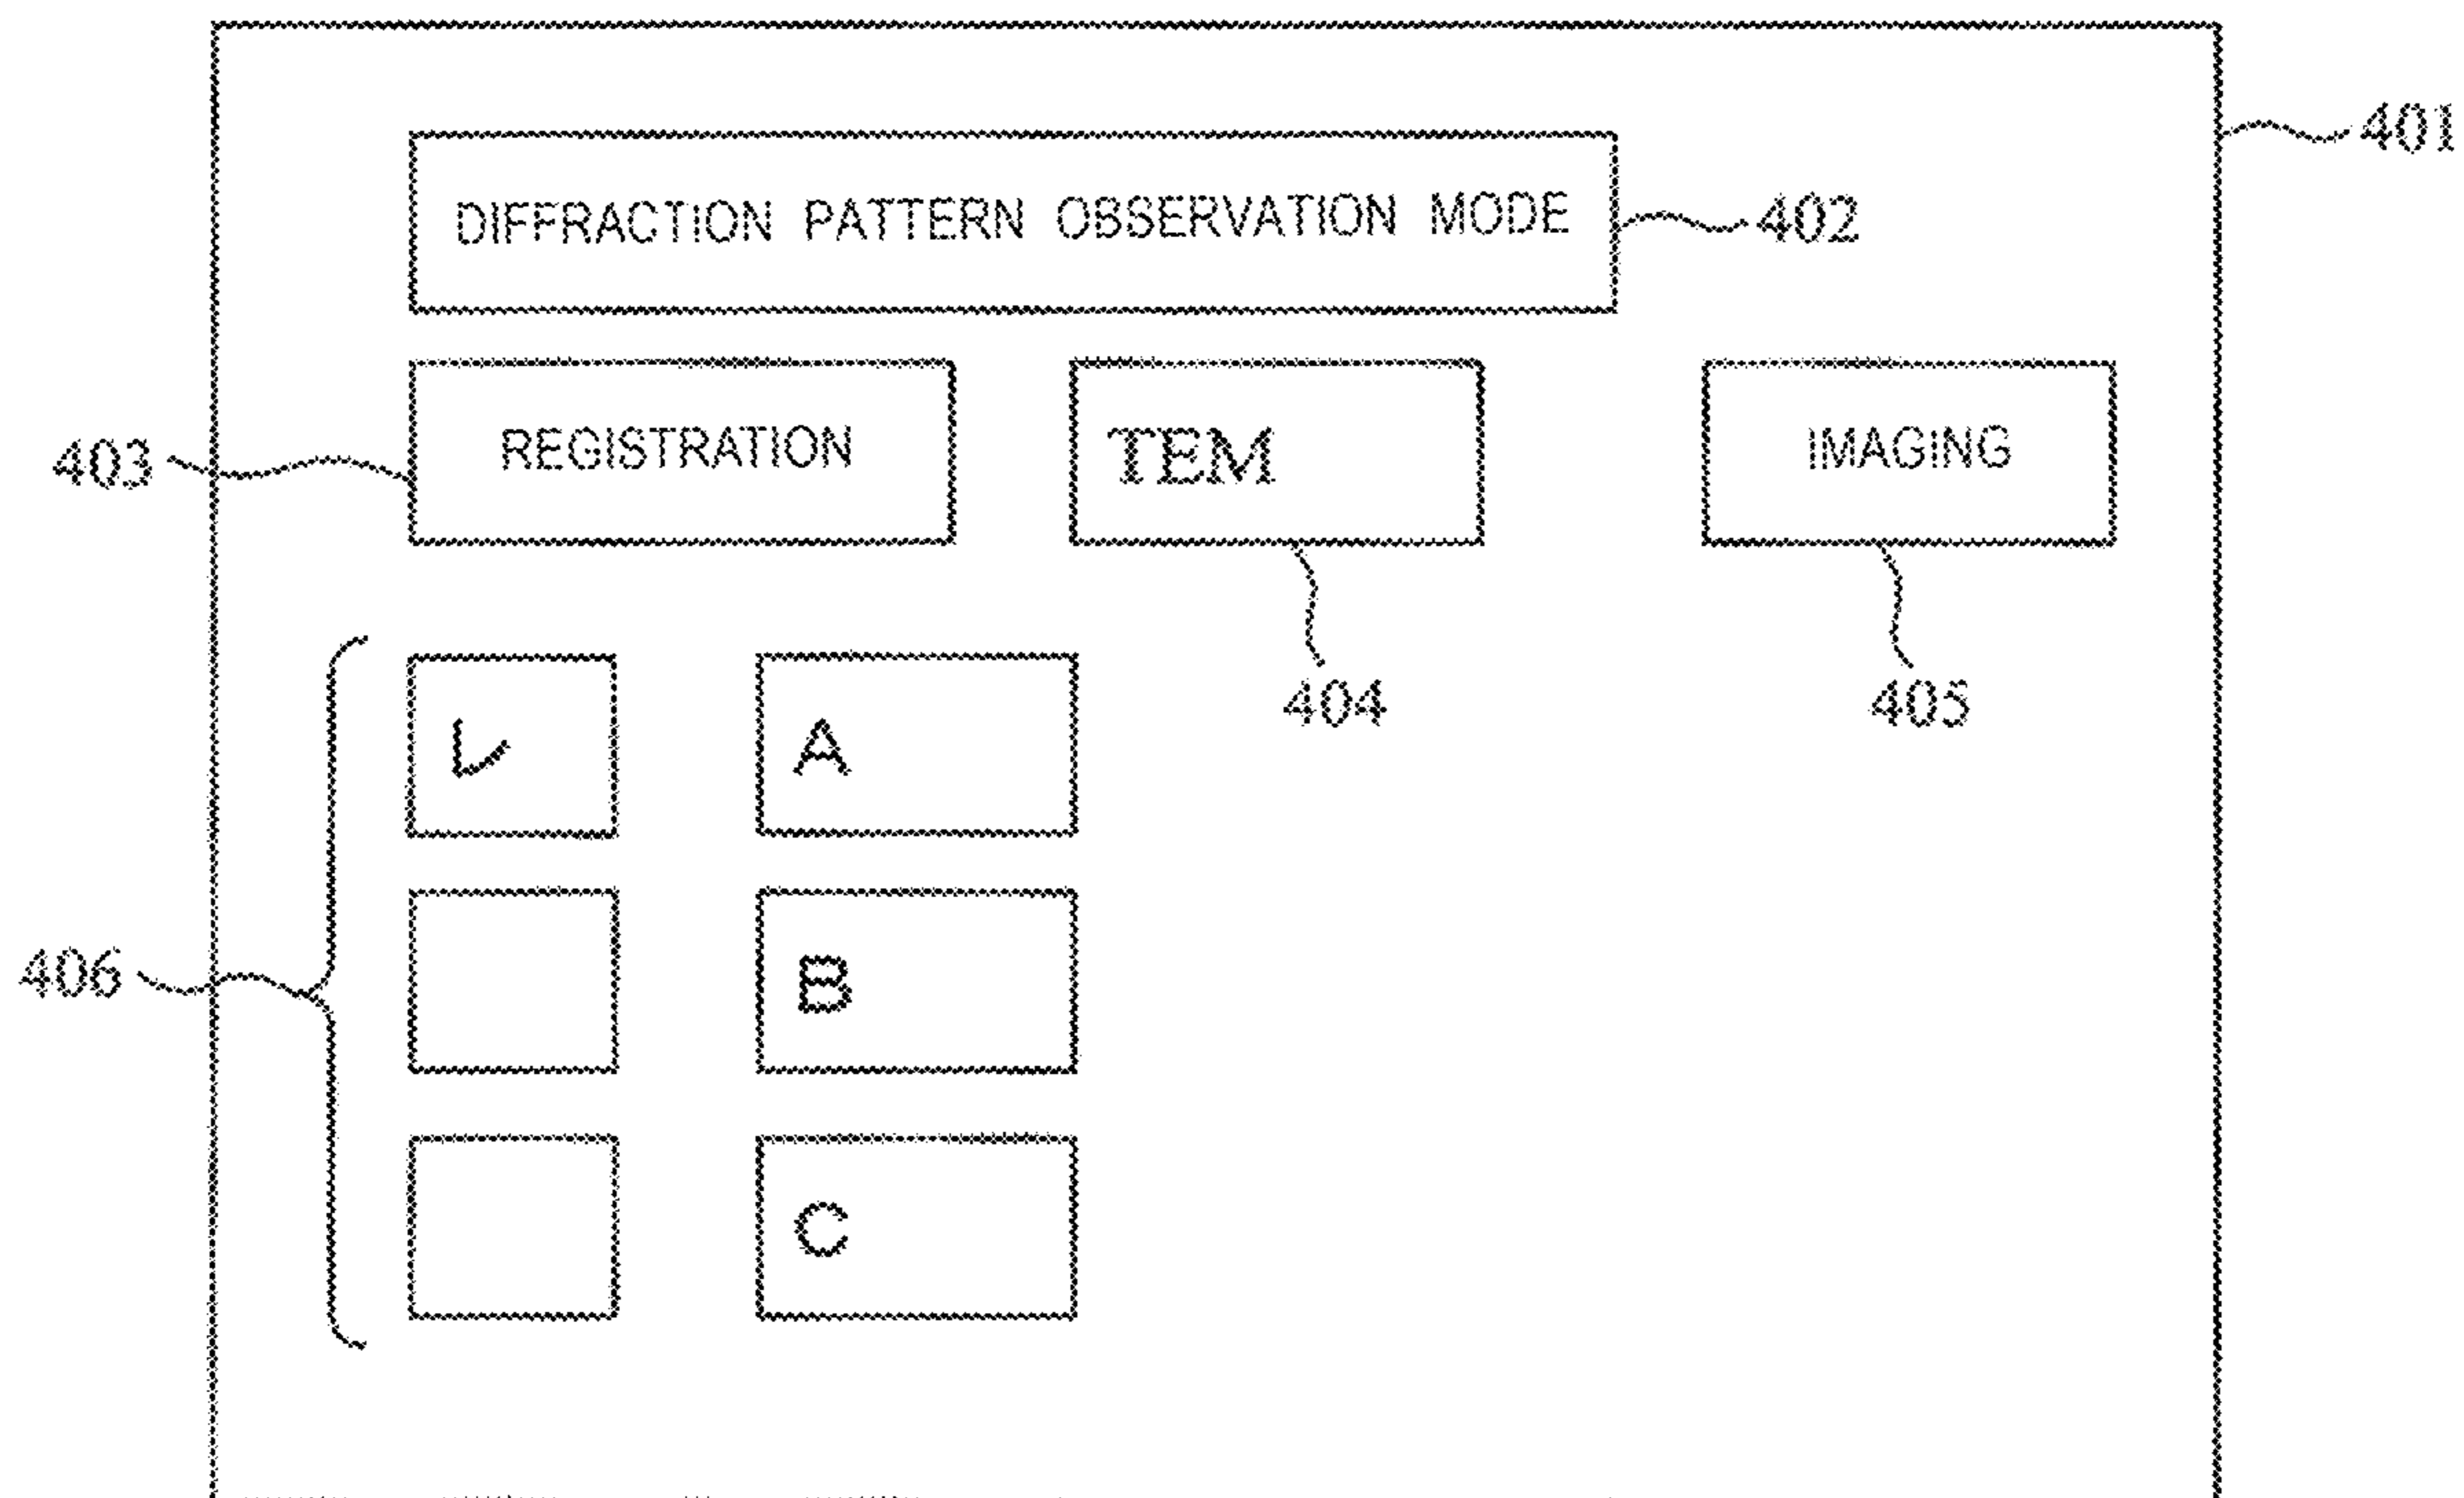 401
DIFFRACTION PATTERN OBSERVATION MODE 402
403 REGISTRATION TEM IMAGING
404 405
A
406 B
C